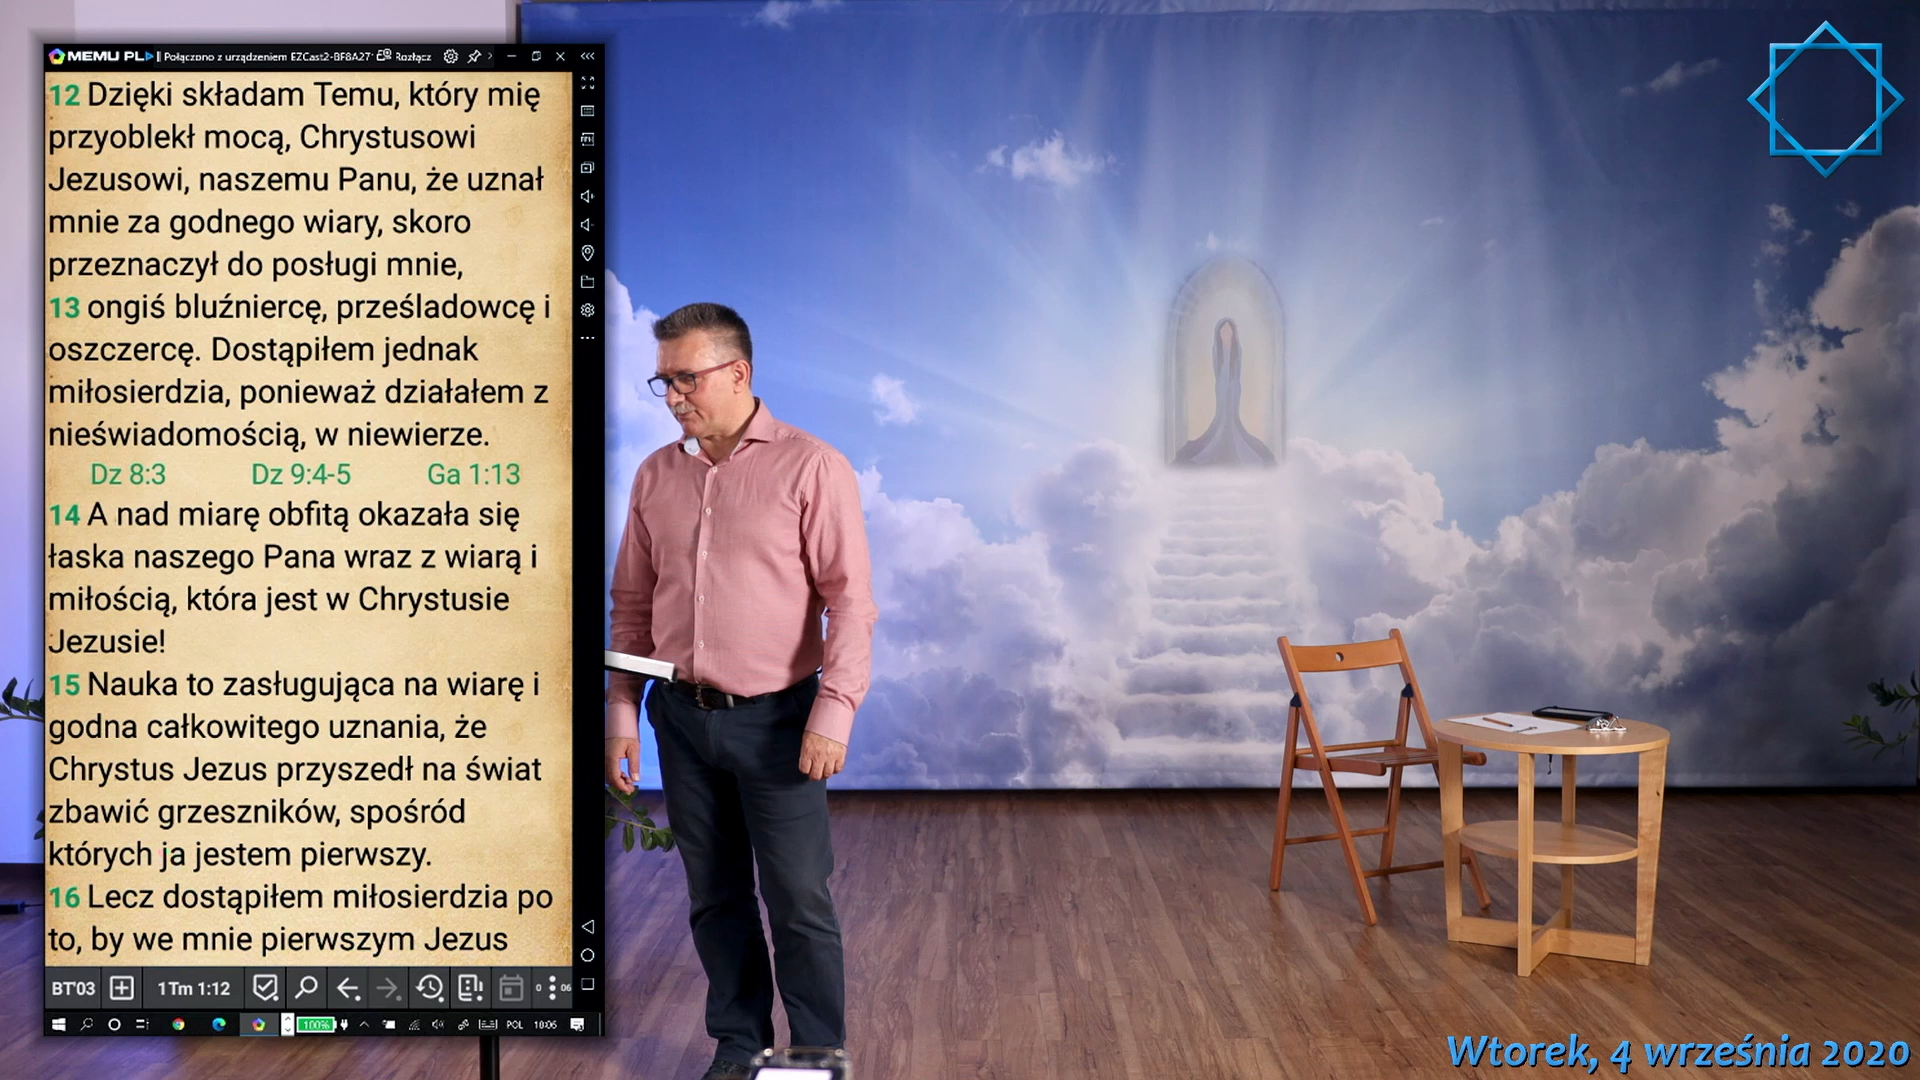 MEMU PL
Połączono z urządzeniem EZCast2-BF8A27
Rozłącz
12 Dzięki składam Temu, który mię
przyoblekł mocą, Chrystusowi
Jezusowi, naszemu Panu, że uznał
mnie za godnego wiary, skoro
przeznaczył do posługi mnie,
13 ongiś bluźniercę, prześladowcę i
oszczercę. Dostąpiłem jednak
miłosierdzia, ponieważ działałem z
nieświadomością, w niewierze.
Dz 8:3 Dz 9:4-5 Ga 1:13
14 A nad miarę obfitą okazała się
łaska naszego Pana wraz z wiarą i
miłością, która jest w Chrystusie
Jezusie!
15 Nauka to zasługująca na wiarę i
godna całkowitego uznania, że
Chrystus Jezus przyszedł na świat
zbawić grzeszników, spośród
których ja jestem pierwszy.
16 Lecz dostąpiłem miłosierdzia po
to, by we mnie pierwszym Jezus
BT'03 1Tm 1:12 0 06
100% POL 18:06
Wtorek, 4 września 2020